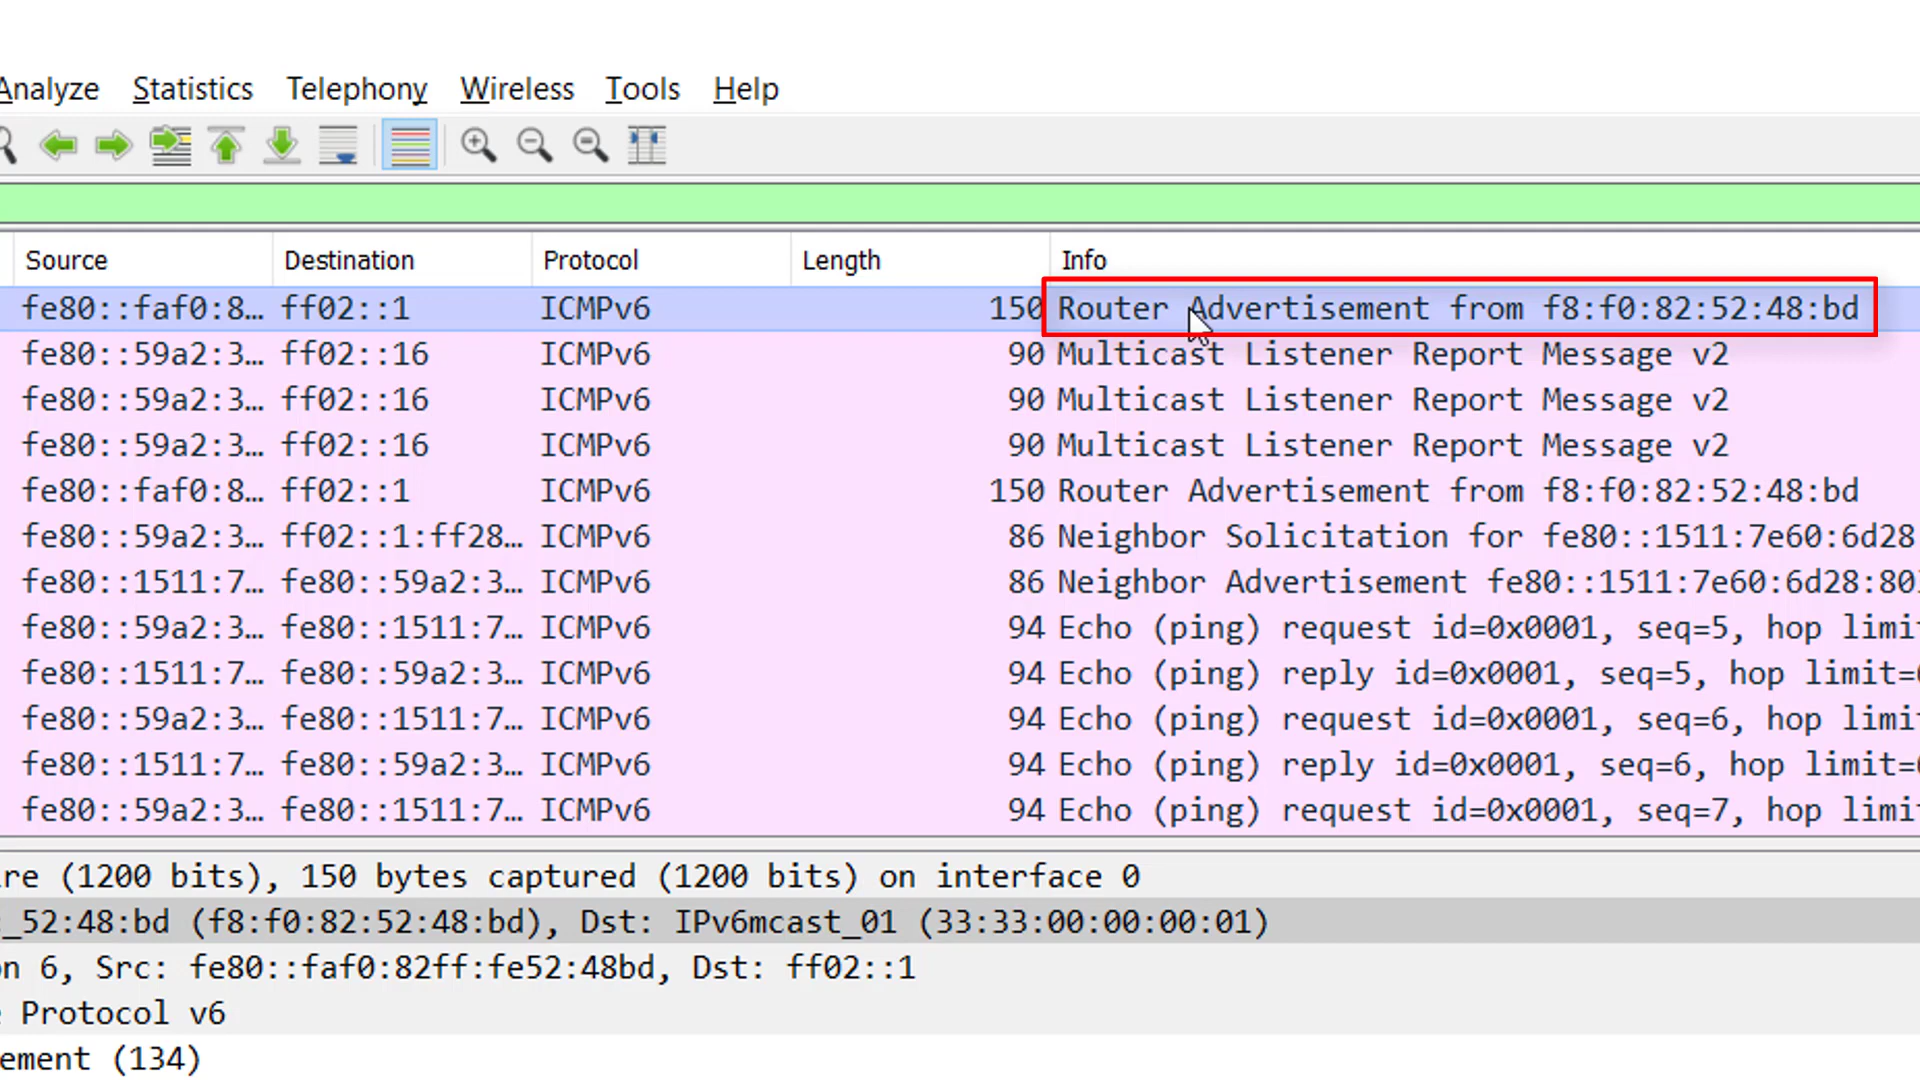 Analyze Statistics Telephony Wireless Tools Help
Source Destination Protocol Length Info
fe80::faf0:8… ff02::1 ICMPv6 150 Router Advertisement from f8:f0:82:52:48:bd
fe80::59a2:3… ff02::16 ICMPv6 90 Multicast Listener Report Message v2
fe80::59a2:3… ff02::16 ICMPv6 90 Multicast Listener Report Message v2
fe80::59a2:3… ff02::16 ICMPv6 90 Multicast Listener Report Message v2
fe80::faf0:8… ff02::1 ICMPv6 150 Router Advertisement from f8:f0:82:52:48:bd
fe80::59a2:3… ff02::1:ff28… ICMPv6 86 Neighbor Solicitation for fe80::1511:7e60:6d28
fe80::1511:7… fe80::59a2:3… ICMPv6 86 Neighbor Advertisement fe80::1511:7e60:6d28:80
fe80::59a2:3… fe80::1511:7… ICMPv6 94 Echo (ping) request id=0x0001, seq=5, hop limi
fe80::1511:7… fe80::59a2:3… ICMPv6 94 Echo (ping) reply id=0x0001, seq=5, hop limit=
fe80::59a2:3… fe80::1511:7… ICMPv6 94 Echo (ping) request id=0x0001, seq=6, hop limi
fe80::1511:7… fe80::59a2:3… ICMPv6 94 Echo (ping) reply id=0x0001, seq=6, hop limit=
fe80::59a2:3… fe80::1511:7… ICMPv6 94 Echo (ping) request id=0x0001, seq=7, hop limi
re (1200 bits), 150 bytes captured (1200 bits) on interface 0
_52:48:bd (f8:f0:82:52:48:bd), Dst: IPv6mcast_01 (33:33:00:00:00:01)
n 6, Src: fe80::faf0:82ff:fe52:48bd, Dst: ff02::1
Protocol v6
ement (134)